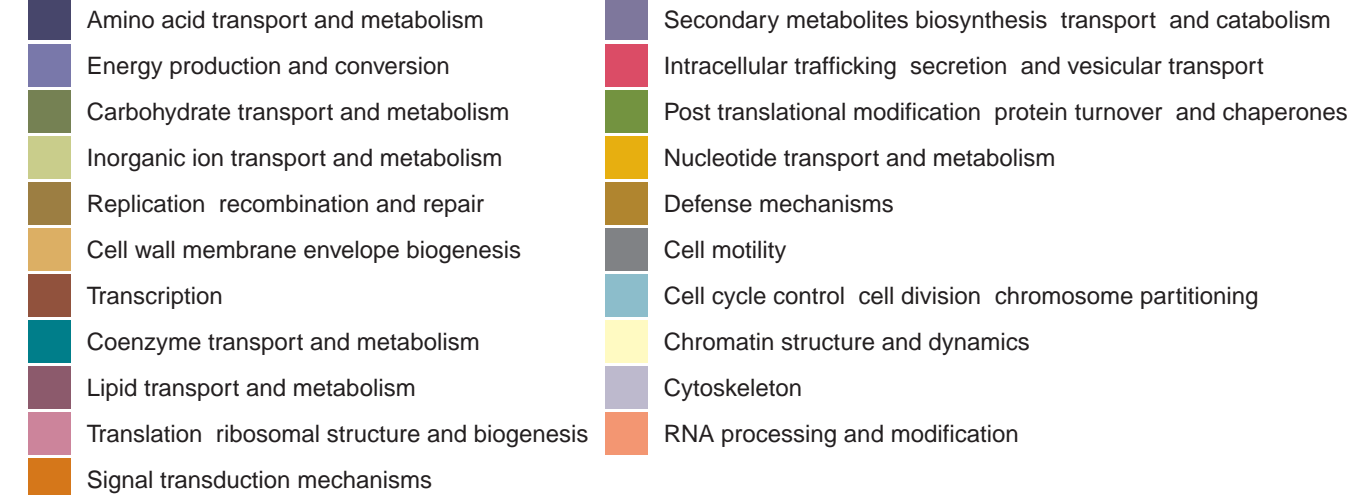 Amino acid transport and metabolism
Energy production and conversion
Carbohydrate transport and metabolism
Inorganic ion transport and metabolism
Replication  recombination and repair
Cell wall membrane envelope biogenesis
Transcription
Coenzyme transport and metabolism
Lipid transport and metabolism
Translation  ribosomal structure and biogenesis
Signal transduction mechanisms
Secondary metabolites biosynthesis  transport  and catabolism
Intracellular trafficking  secretion  and vesicular transport
Post translational modification  protein turnover  and chaperones
Nucleotide transport and metabolism
Defense mechanisms
Cell motility
Cell cycle control  cell division  chromosome partitioning
Chromatin structure and dynamics
Cytoskeleton
RNA processing and modification